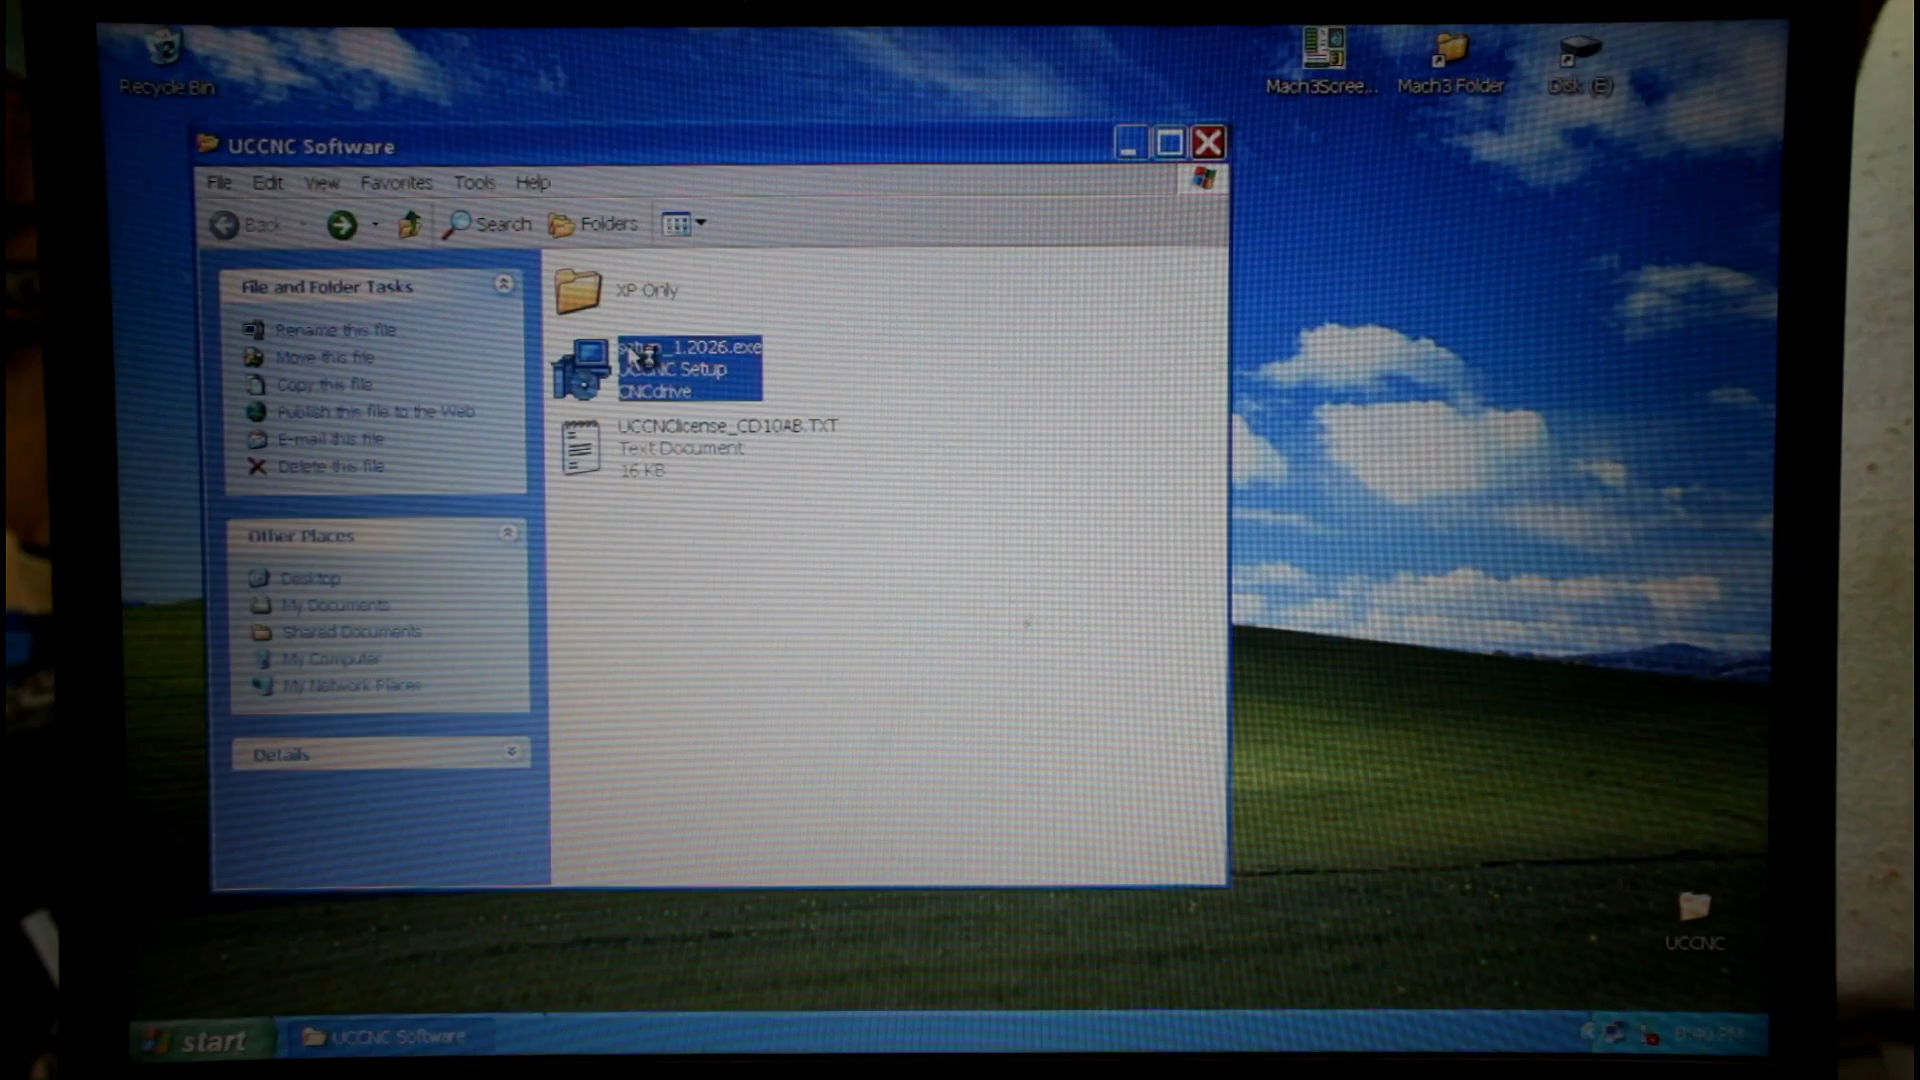 Recycle Bin
Mach3Scree...
Mach3 Folder
Disk (E)
UCCNC Software
File Edit View Favorites Tools Help
Back
Search
Folders
File and Folder Tasks
Rename this file
Move this file
Copy this file
Publish this file to the Web
E-mail this file
Delete this file
Other Places
Desktop
My Documents
Shared Documents
My Computer
My Network Places
Details
XP Only
setup_1.2026.exe
UCCNC Setup
CNCdrive
UCCNClicense_CD10AB.TXT
Text Document
16 KB
UCCNC
start
UCCNC Software